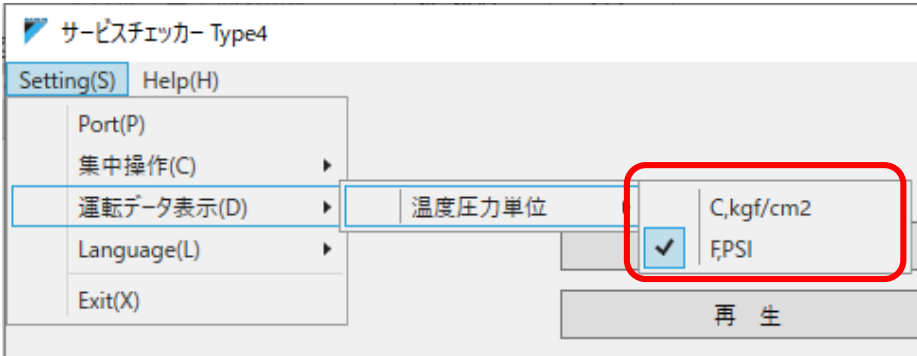 サービスチェッカー Type4
Setting(S) Help(H)
Port(P)
集中操作(C)
運転データ表示(D)
温度圧力単位
C,kgf/cm2
F,PSI
Language(L)
Exit(X)
再 生